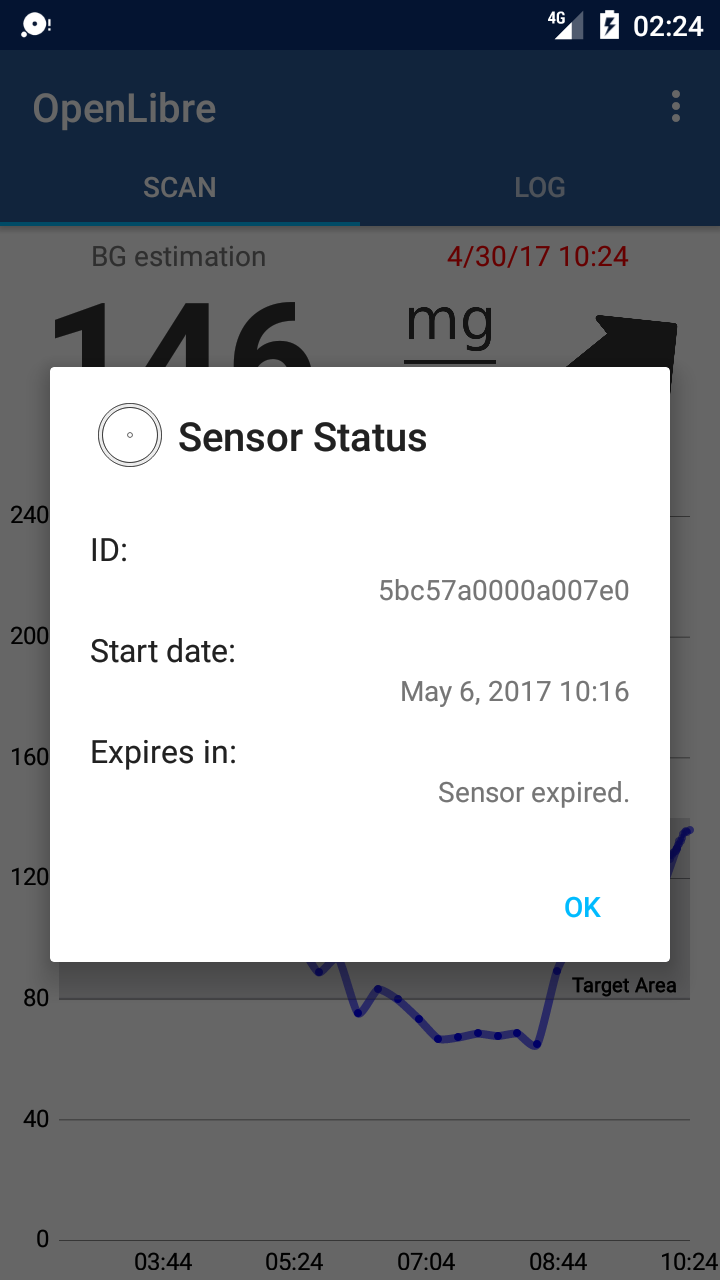 4G 02:24
OpenLibre
SCAN LOG
BG estimation 4/30/17 10:24
146 mg
Sensor Status
ID:
5bc57a0000a007e0
Start date:
May 6, 2017 10:16
Expires in:
Sensor expired.
OK
240
200
160
120
80
Target Area
40
0
03:44 05:24 07:04 08:44 10:24